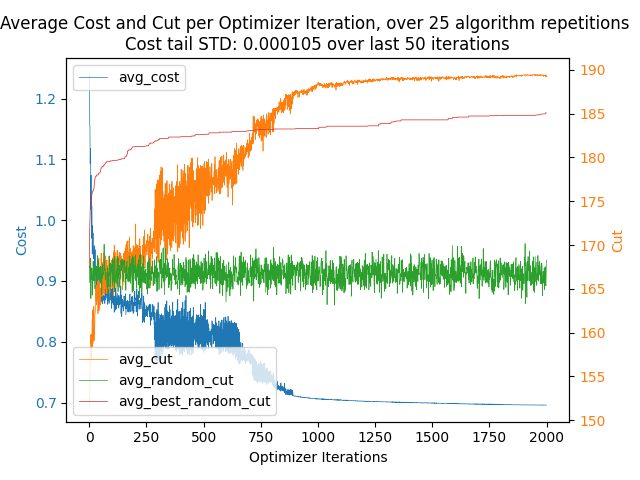 Average Cost and Cut per Optimizer Iteration, over 25 algorithm repetitions
Cost tail STD: 0.000105 over last 50 iterations
avg_cost
1.2
1.1
1.0
0.9
0.8
0.7
Cost
190
185
180
175
170
165
160
155
150
Cut
avg_cut
avg_random_cut
avg_best_random_cut
0 250 500 750 1000 1250 1500 1750 2000
Optimizer Iterations